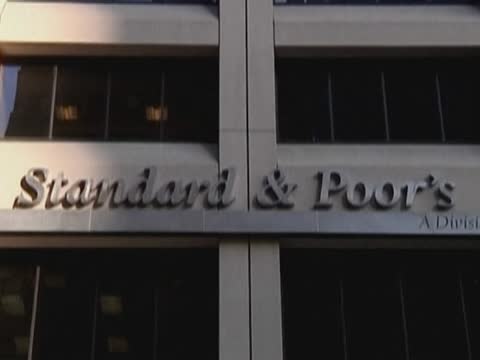 Standard & Poor's
A Divisi